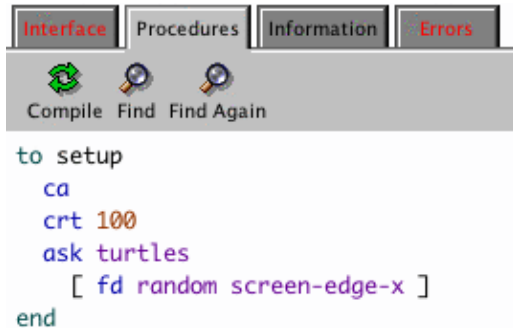 Interface Procedures Information Errors
Compile Find Find Again
to setup
ca
crt 100
ask turtles
[ fd random screen-edge-x ]
end